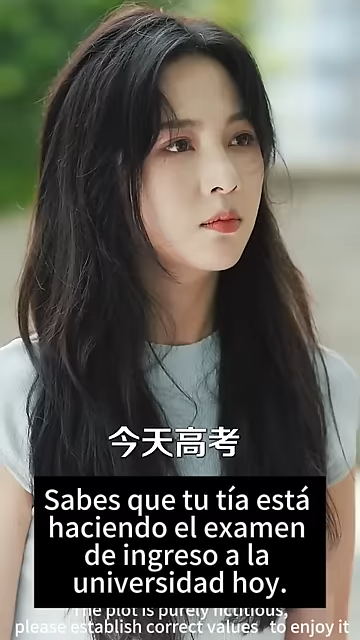 今天高考
Sabes que tu tía está
haciendo el examen
de ingreso a la
universidad hoy.
The plot is purely fictitious,
please establish correct values to enjoy it